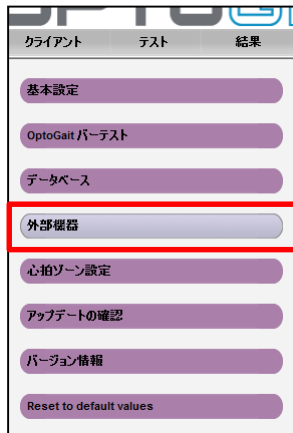 クライアント テスト 結果
基本設定
OptoGait バーテスト
データベース
外部機器
心拍ゾーン設定
アップデートの確認
バージョン情報
Reset to default values